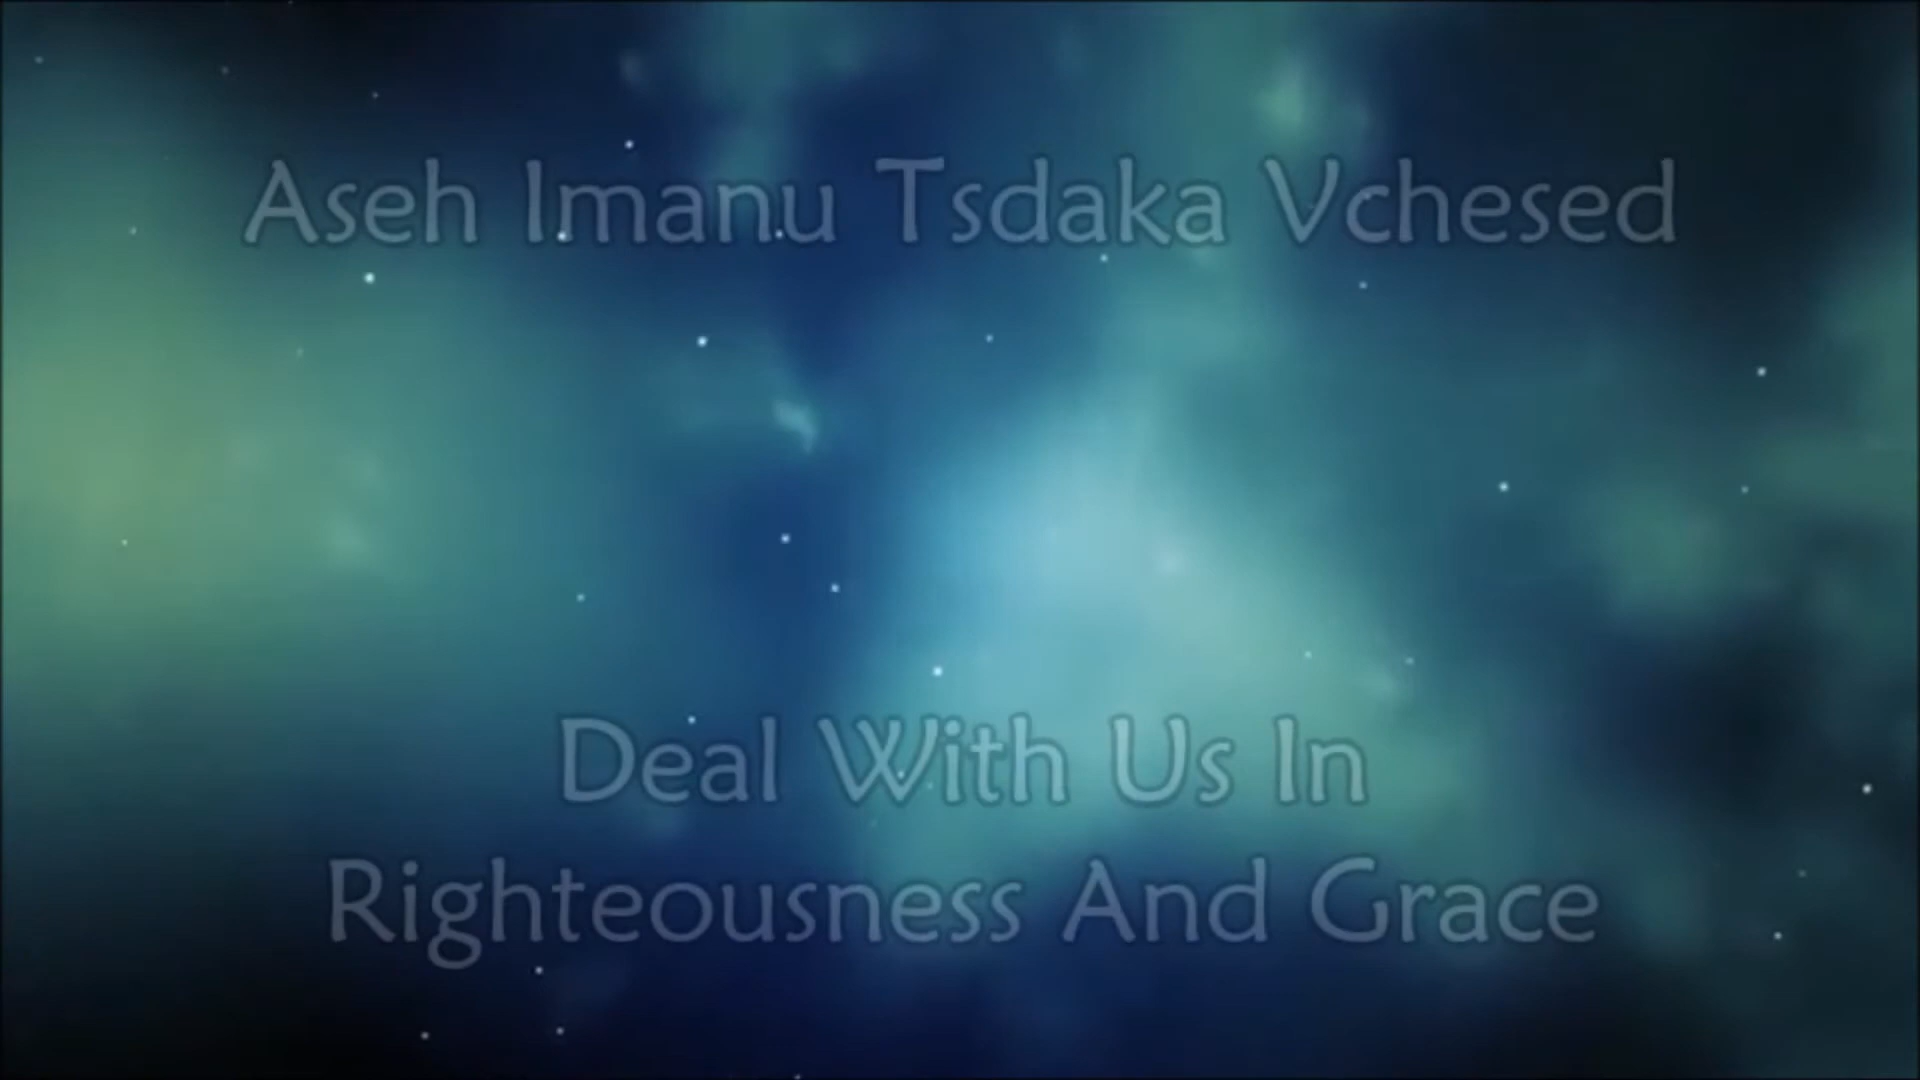 Aseh Imanu Tsdaka Vchesed
Deal With Us In
Righteousness And Grace